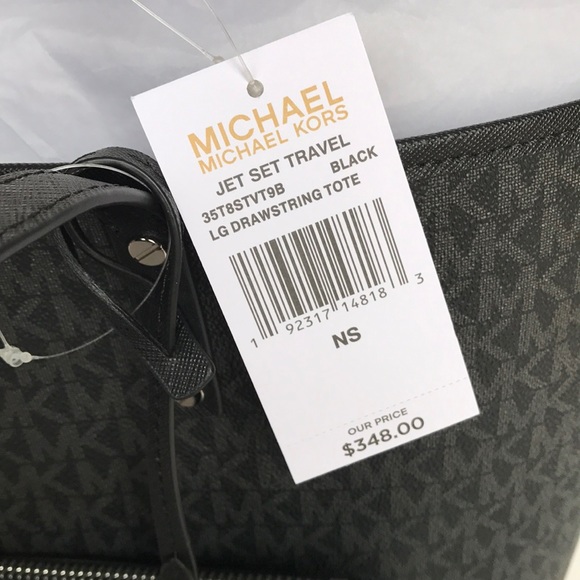 MICHAEL
MICHAEL KORS
JET SET TRAVEL
35T8STVT9B BLACK
LG DRAWSTRING TOTE
1 92317 14818 3
NS
OUR PRICE
$348.00